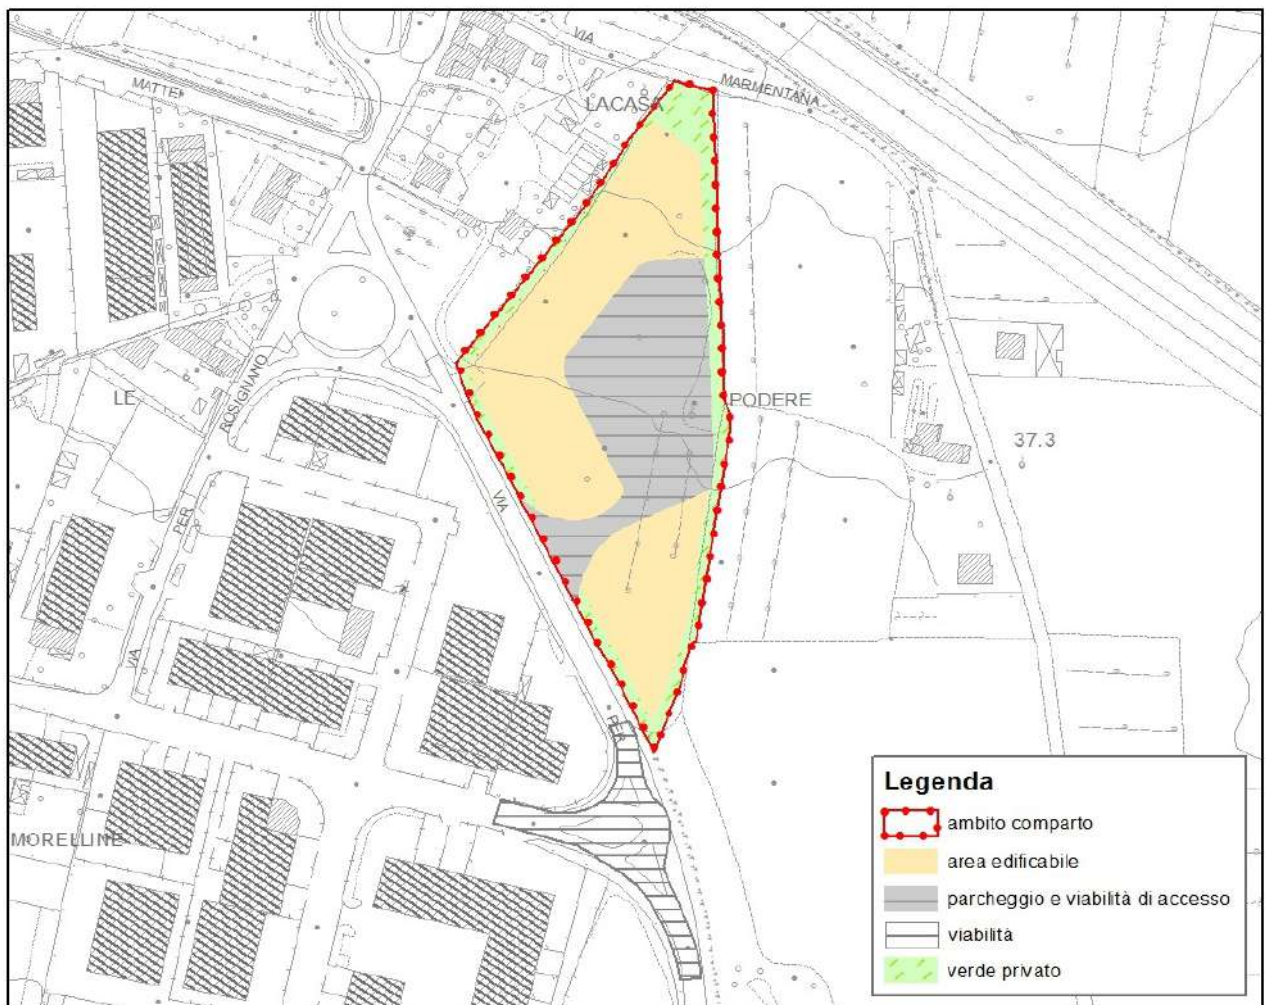 VIA
MARMENTANA
MATTEI
LACASA
LE
ROSIGNANO
PER
VIA
PODERE
37.3
VIA
PER
MORELLINE
Legenda
ambito comparto
area edificabile
parcheggio e viabilità di accesso
viabilità
verde privato